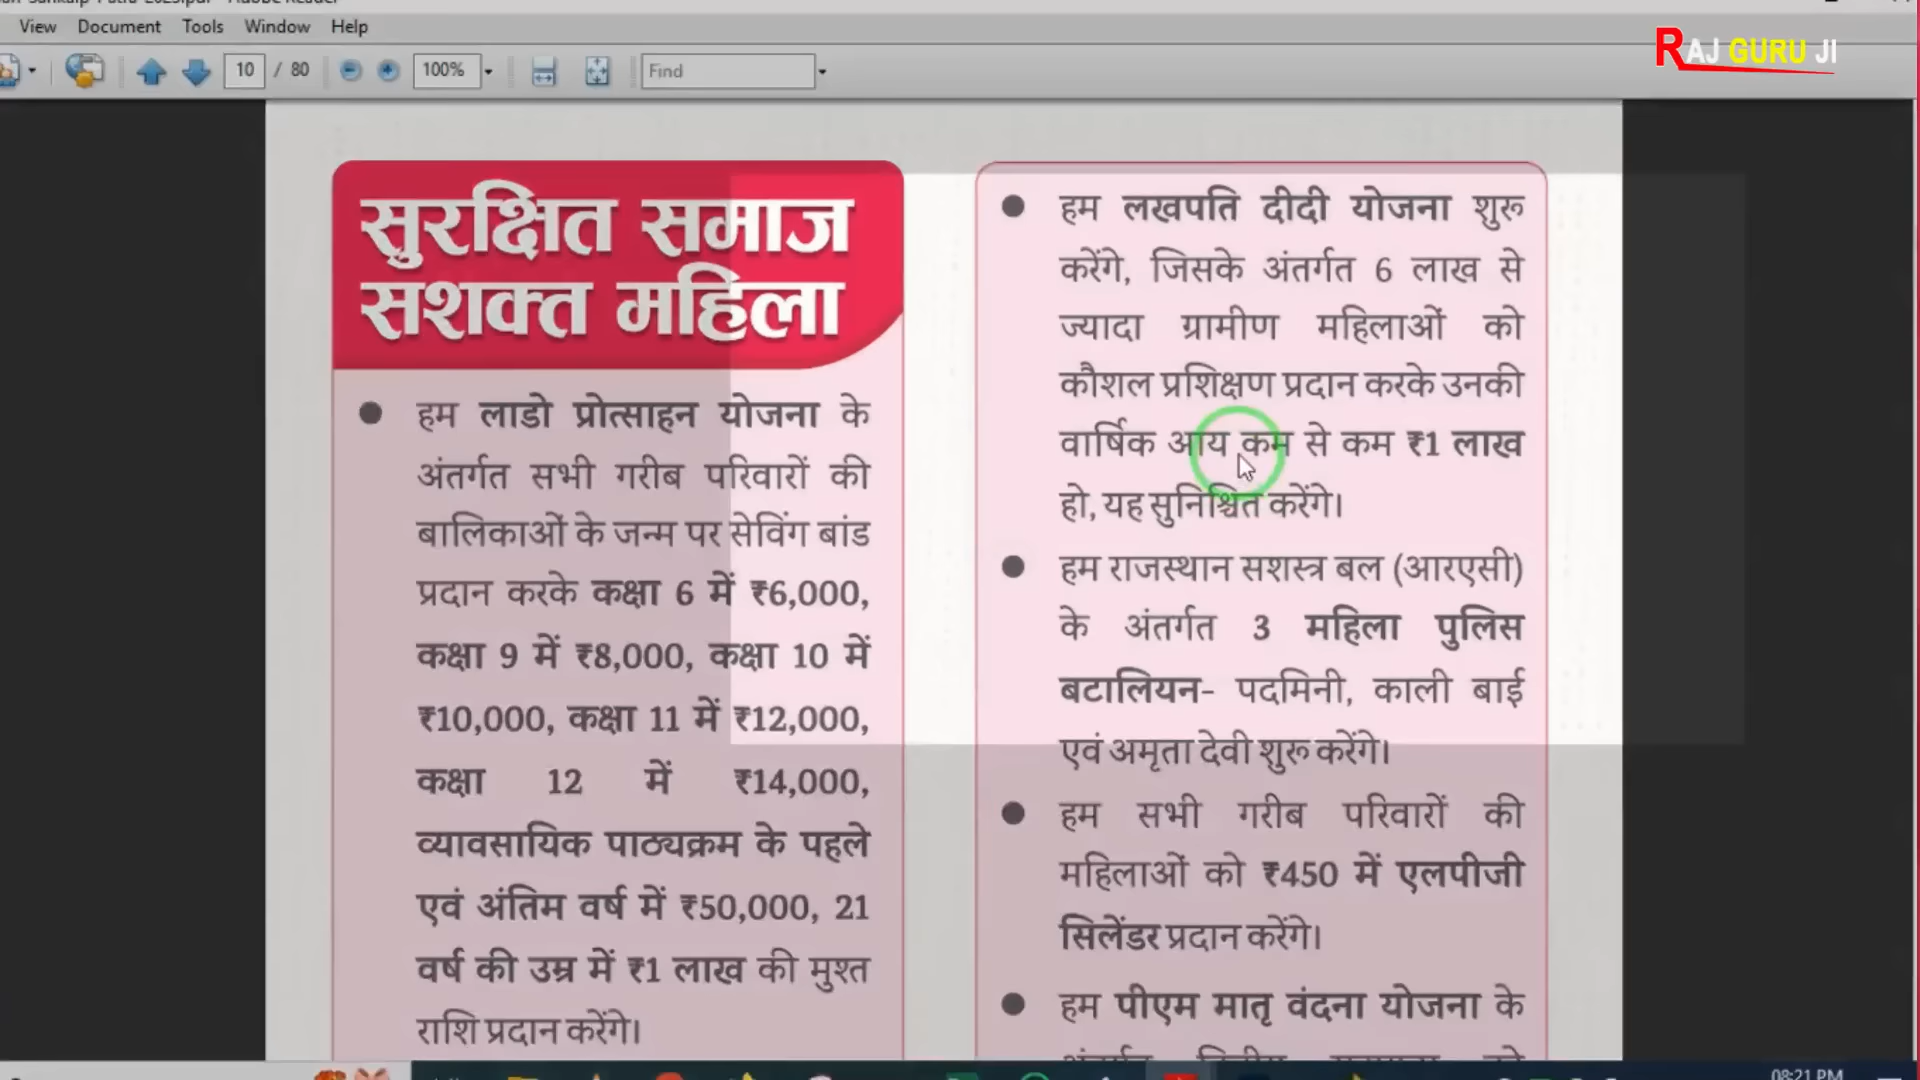 View Document Tools Window Help
RAJ GURU JI
10 / 80 100% Find
सुरक्षित समाज
सशक्त महिला
● हम लाडो प्रोत्साहन योजना के
अंतर्गत सभी गरीब परिवारों की
बालिकाओं के जन्म पर सेविंग बांड
प्रदान करके कक्षा 6 में ₹6,000,
कक्षा 9 में ₹8,000, कक्षा 10 में
₹10,000, कक्षा 11 में ₹12,000,
कक्षा 12 में ₹14,000,
व्यावसायिक पाठ्यक्रम के पहले
एवं अंतिम वर्ष में ₹50,000, 21
वर्ष की उम्र में ₹1 लाख की मुश्त
राशि प्रदान करेंगे।
● हम लखपति दीदी योजना शुरू
करेंगे, जिसके अंतर्गत 6 लाख से
ज्यादा ग्रामीण महिलाओं को
कौशल प्रशिक्षण प्रदान करके उनकी
वार्षिक आय कम से कम ₹1 लाख
हो, यह सुनिश्चित करेंगे।
● हम राजस्थान सशस्त्र बल (आरएसी)
के अंतर्गत 3 महिला पुलिस
बटालियन- पदमिनी, काली बाई
एवं अमृता देवी शुरू करेंगे।
● हम सभी गरीब परिवारों की
महिलाओं को ₹450 में एलपीजी
सिलेंडर प्रदान करेंगे।
● हम पीएम मातृ वंदना योजना के
08:21 PM